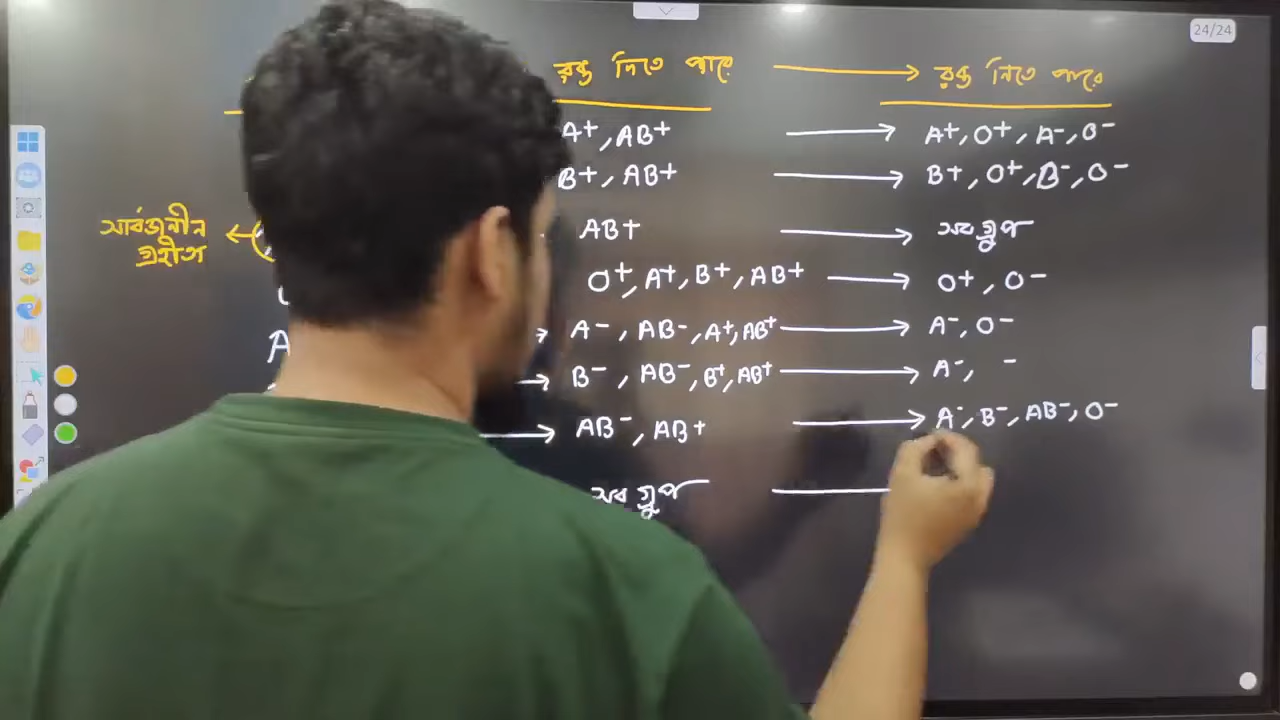 24/24
রক্ত দিতে পারে → রক্ত নিতে পারে
A+, AB+ → A+, O+, A-, O-
B+, AB+ → B+, O+, B-, O-
সার্বজনীন গ্রহীতা ← AB+ → সব গ্রুপ
O+, A+, B+, AB+ → O+, O-
A → A-, AB-, A+, AB+ → A-, O-
→ B-, AB-, B+, AB+ → A-, -
→ AB-, AB+ → A-, B-, AB-, O-
সব গ্রুপ